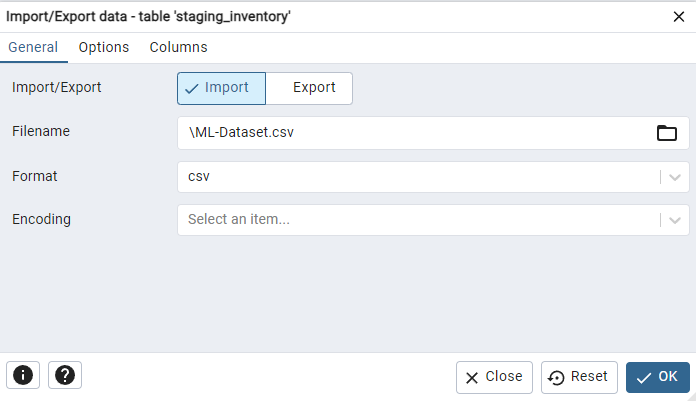 Import/Export data - table 'staging_inventory'
General Options Columns
Import/Export Import Export
Filename \ML-Dataset.csv
Format csv
Encoding Select an item...
Close Reset OK